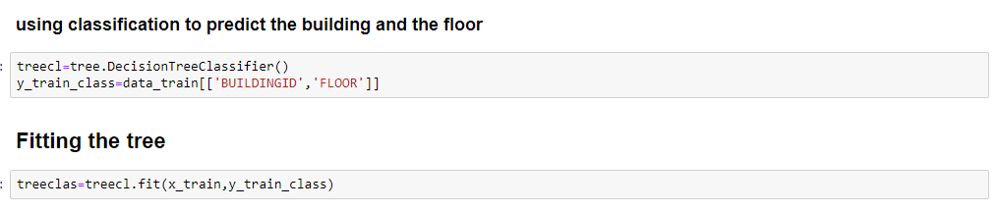 using classification to predict the building and the floor
: treecl=tree.DecisionTreeClassifier()
y_train_class=data_train[['BUILDINGID','FLOOR']]
Fitting the tree
: treeclas=treecl.fit(x_train,y_train_class)